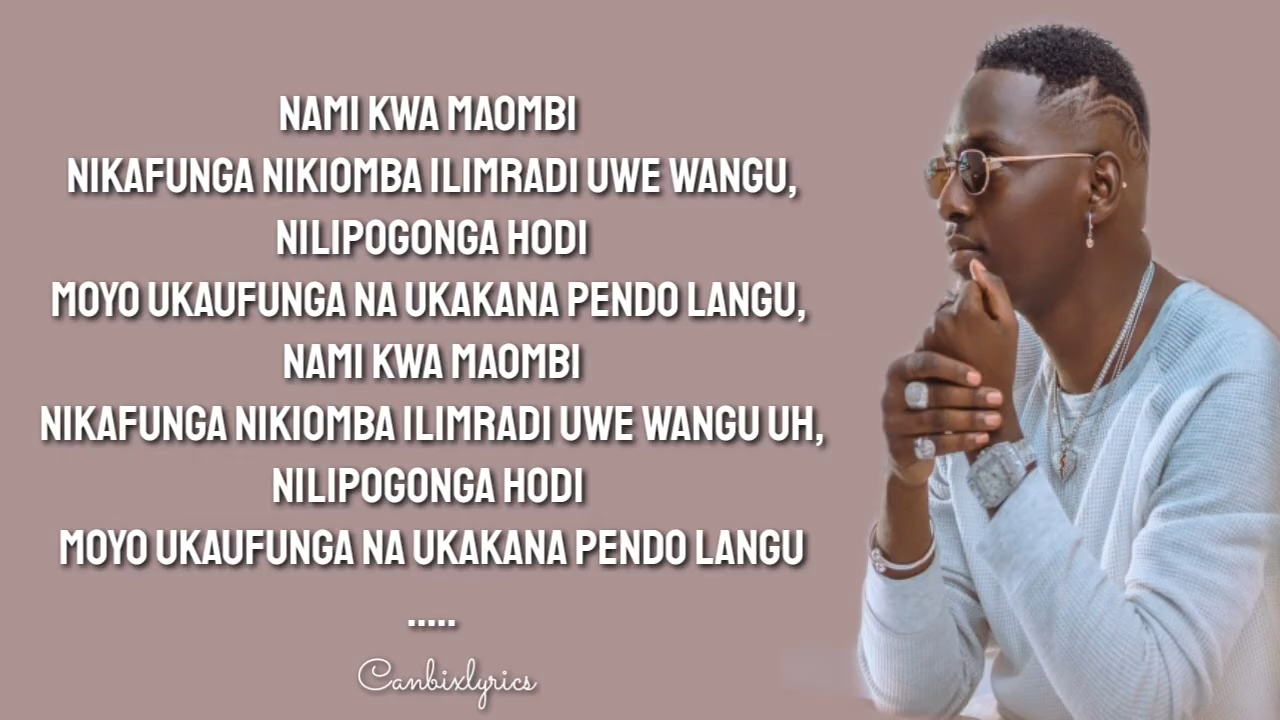 NAMI KWA MAOMBI
NIKAFUNGA NIKIOMBA ILIMRADI UWE WANGU,
NILIPOGONGA HODI
MOYO UKAUFUNGA NA UKAKANA PENDO LANGU,
NAMI KWA MAOMBI
NIKAFUNGA NIKIOMBA ILIMRADI UWE WANGU UH,
NILIPOGONGA HODI
MOYO UKAUFUNGA NA UKAKANA PENDO LANGU
.....
Canbixlyrics